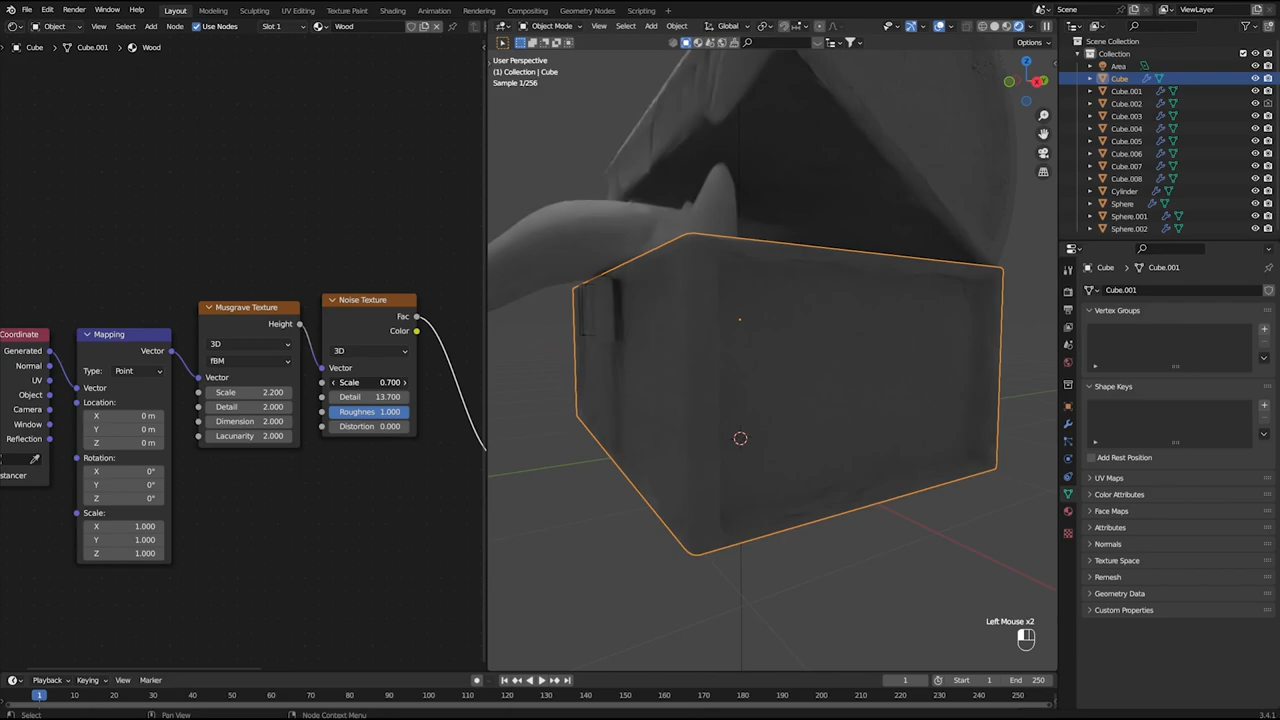 File Edit Render Window Help Layout Modeling Sculpting UV Editing Texture Paint Shading Animation Rendering Compositing Geometry Nodes Scripting Scene ViewLayer
Object View Select Add Node Use Nodes Slot 1 Wood
Object Mode View Select Add Object Global
Cube Cube.001 Wood
Options
User Perspective
(1) Collection | Cube
Sample 1/256
Z
X
Y
Musgrave Texture
Height
3D
fBM
Vector
Scale 2.200
Detail 2.000
Dimension 2.000
Lacunarity 2.000
Noise Texture
Fac
Color
3D
Vector
Scale 0.700
Detail 13.700
Roughnes 1.000
Distortion 0.000
Coordinate
Generated
Normal
UV
Object
Camera
Window
Reflection
stancer
Mapping
Vector
Type: Point
Vector
Location:
X 0 m
Y 0 m
Z 0 m
Rotation:
X 0°
Y 0°
Z 0°
Scale:
X 1.000
Y 1.000
Z 1.000
Left Mouse x2
Scene Collection
Collection
Area
Cube
Cube.001
Cube.002
Cube.003
Cube.004
Cube.005
Cube.006
Cube.007
Cube.008
Cylinder
Sphere
Sphere.001
Sphere.002
Cube Cube.001
Cube.001
Vertex Groups
Shape Keys
Add Rest Position
UV Maps
Color Attributes
Face Maps
Attributes
Normals
Texture Space
Remesh
Geometry Data
Custom Properties
Playback Keying View Marker 1 Start 1 End 250
1 10 20 30 40 50 60 70 80 90 100 110 120 130 140 150 160 170 180 190 200 210 220 230 240 250
Select Pan View Node Context Menu 3.4.1